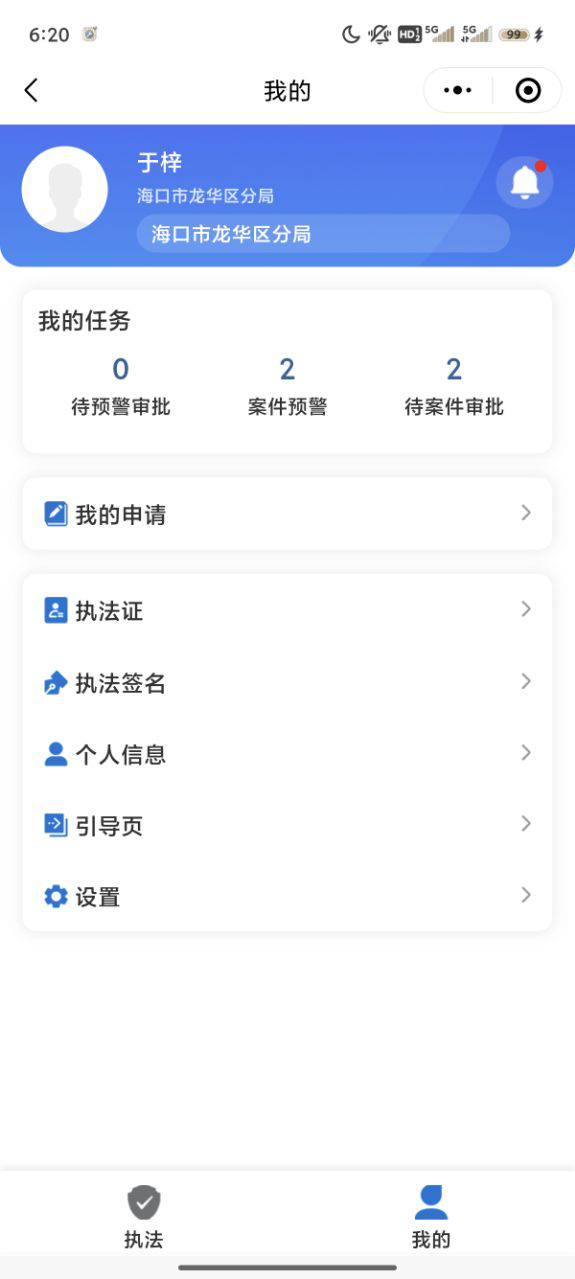 6:20
HD 1 2 5G 5G 99
我的
于梓
海口市龙华区分局
海口市龙华区分局
我的任务
0 2 2
待预警审批 案件预警 待案件审批
我的申请
执法证
执法签名
个人信息
引导页
设置
执法 我的